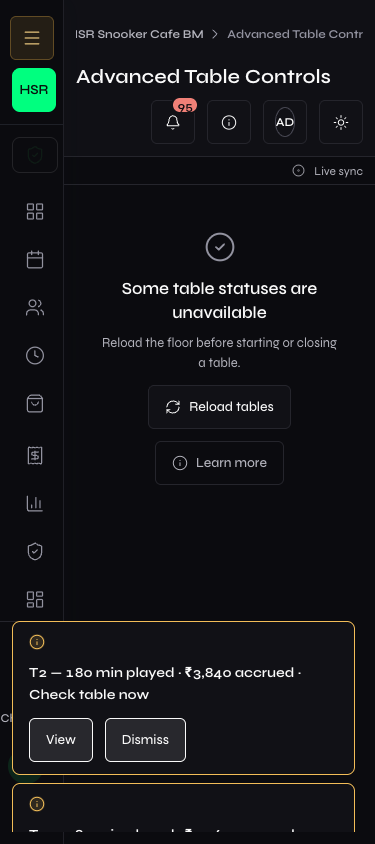 HSR
HSR Snooker Cafe BM > Advanced Table Contr
Advanced Table Controls
95
AD
Live sync
Some table statuses are
unavailable
Reload the floor before starting or closing
a table.
Reload tables
Learn more
T2 — 180 min played · ₹3,840 accrued ·
Check table now
View
Dismiss